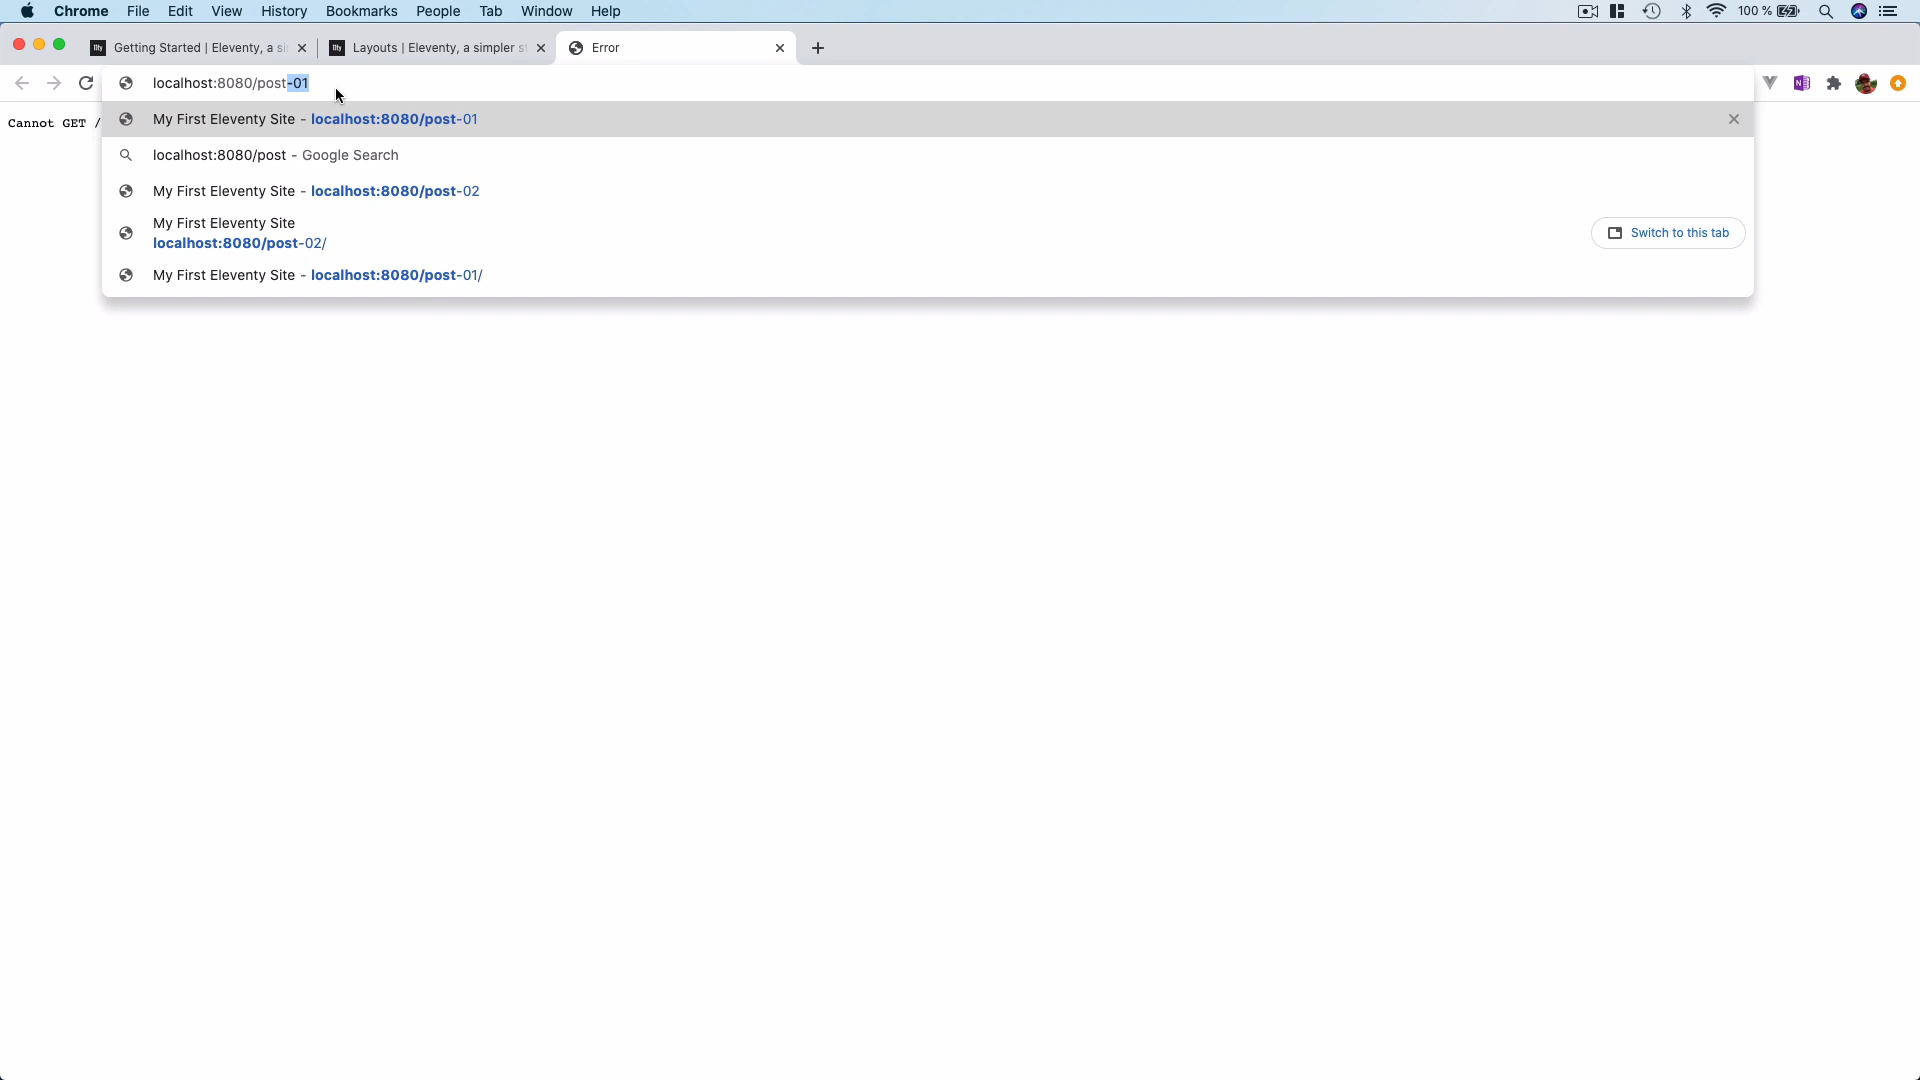 Chrome File Edit View History Bookmarks People Tab Window Help 100 %
Getting Started | Eleventy, a si Layouts | Eleventy, a simpler st Error
localhost:8080/post-01
Cannot GET /
My First Eleventy Site - localhost:8080/post-01
localhost:8080/post - Google Search
My First Eleventy Site - localhost:8080/post-02
My First Eleventy Site
localhost:8080/post-02/
Switch to this tab
My First Eleventy Site - localhost:8080/post-01/